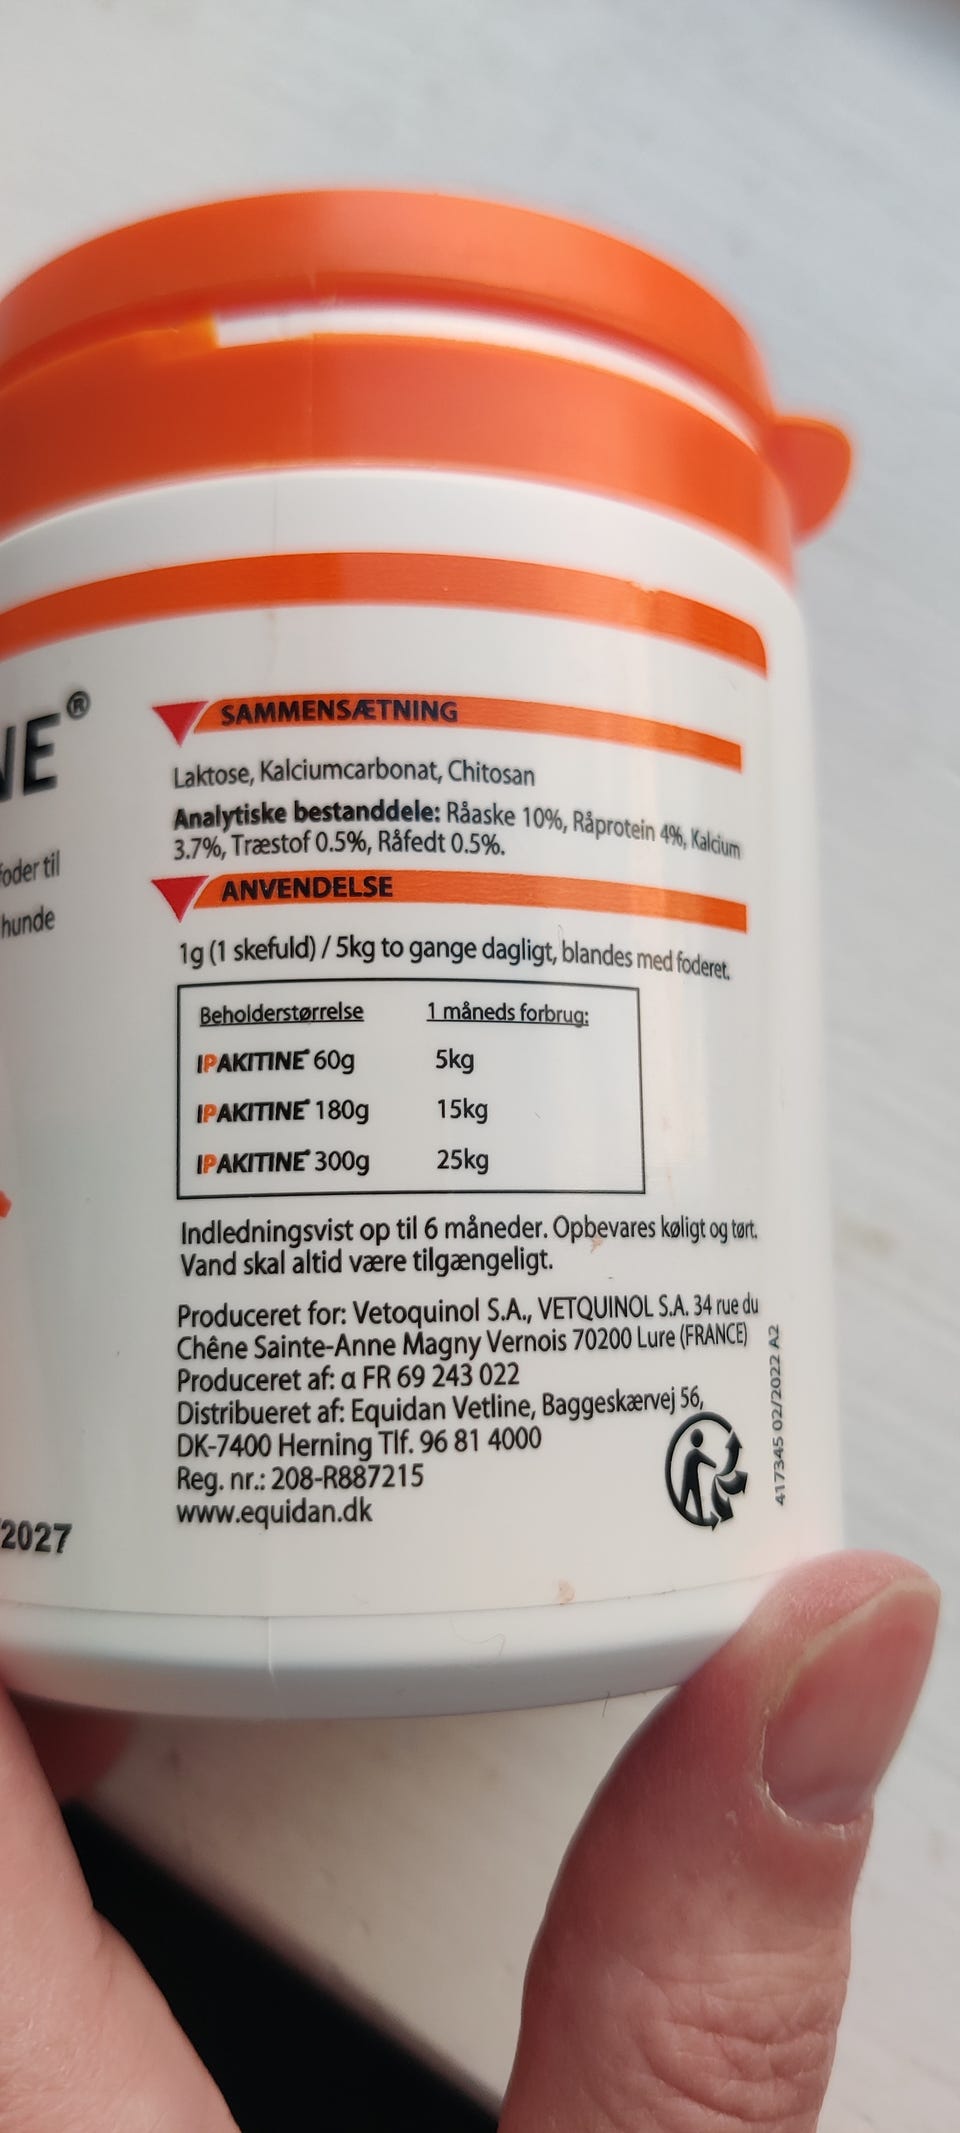 NE®
foder til
hunde
2027
SAMMENSÆTNING
Laktose, Kalciumcarbonat, Chitosan
Analytiske bestanddele: Råaske 10%, Råprotein 4%, Kalcium
3.7%, Træstof 0.5%, Råfedt 0.5%.
ANVENDELSE
1g (1 skefuld) / 5kg to gange dagligt, blandes med foderet.
Beholderstørrelse 1 måneds forbrug:
IPAKITINE® 60g 5kg
IPAKITINE® 180g 15kg
IPAKITINE® 300g 25kg
Indledningsvist op til 6 måneder. Opbevares køligt og tørt.
Vand skal altid være tilgængeligt.
Produceret for: Vetoquinol S.A., VETQUINOL S.A. 34 rue du
Chêne Sainte-Anne Magny Vernois 70200 Lure (FRANCE)
Produceret af: α FR 69 243 022
Distribueret af: Equidan Vetline, Baggeskærvej 56,
DK-7400 Herning Tlf. 96 81 4000
Reg. nr.: 208-R887215
www.equidan.dk
417345 02/2022 A2